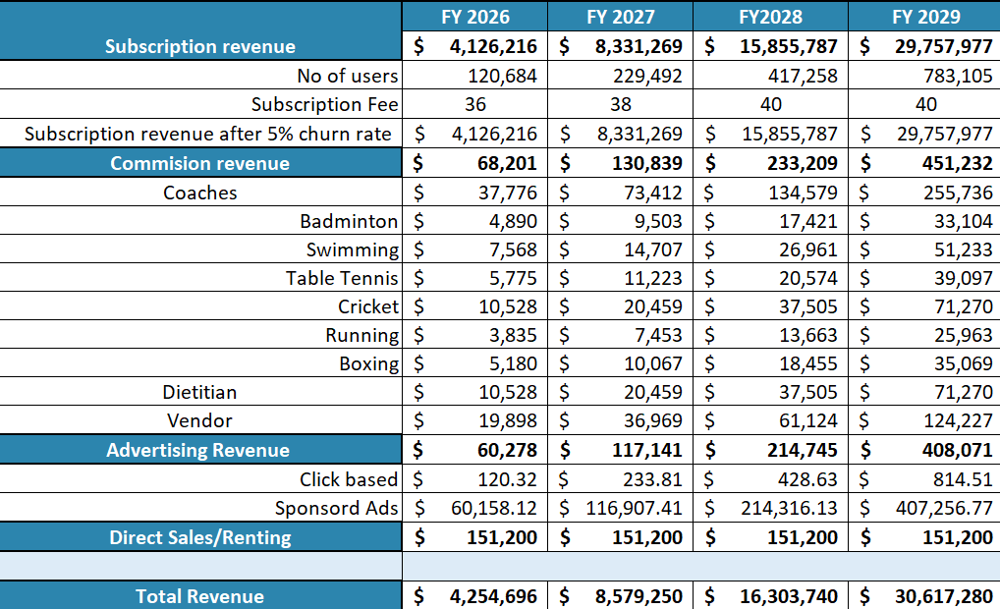 FY 2026 FY 2027 FY2028 FY 2029
Subscription revenue $ 4,126,216 $ 8,331,269 $ 15,855,787 $ 29,757,977
No of users 120,684 229,492 417,258 783,105
Subscription Fee 36 38 40 40
Subscription revenue after 5% churn rate $ 4,126,216 $ 8,331,269 $ 15,855,787 $ 29,757,977
Commision revenue $ 68,201 $ 130,839 $ 233,209 $ 451,232
Coaches $ 37,776 $ 73,412 $ 134,579 $ 255,736
Badminton $ 4,890 $ 9,503 $ 17,421 $ 33,104
Swimming $ 7,568 $ 14,707 $ 26,961 $ 51,233
Table Tennis $ 5,775 $ 11,223 $ 20,574 $ 39,097
Cricket $ 10,528 $ 20,459 $ 37,505 $ 71,270
Running $ 3,835 $ 7,453 $ 13,663 $ 25,963
Boxing $ 5,180 $ 10,067 $ 18,455 $ 35,069
Dietitian $ 10,528 $ 20,459 $ 37,505 $ 71,270
Vendor $ 19,898 $ 36,969 $ 61,124 $ 124,227
Advertising Revenue $ 60,278 $ 117,141 $ 214,745 $ 408,071
Click based $ 120.32 $ 233.81 $ 428.63 $ 814.51
Sponsord Ads $ 60,158.12 $ 116,907.41 $ 214,316.13 $ 407,256.77
Direct Sales/Renting $ 151,200 $ 151,200 $ 151,200 $ 151,200
Total Revenue $ 4,254,696 $ 8,579,250 $ 16,303,740 $ 30,617,280